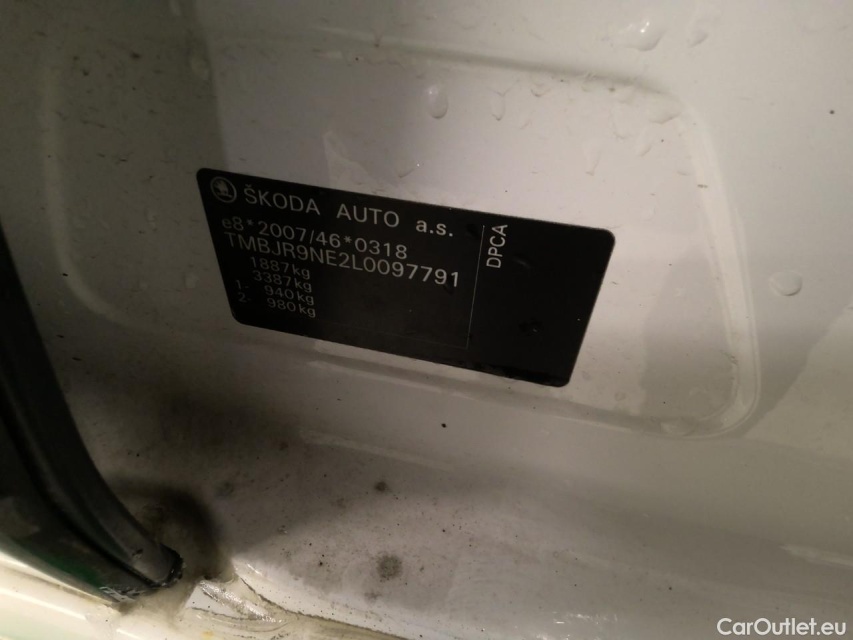 ŠKODA AUTO a.s.
e8*2007/46*0318
TMBJR9NE2L0097791
1887kg
3387kg
1- 940kg
2- 980kg
DPCA
CarOutlet.eu